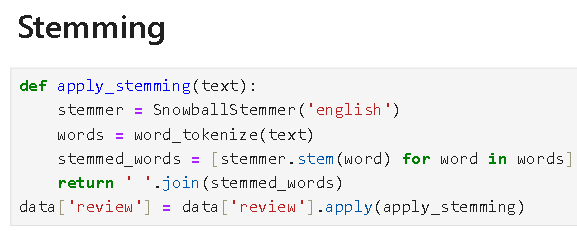 Stemming
def apply_stemming(text):
    stemmer = SnowballStemmer('english')
    words = word_tokenize(text)
    stemmed_words = [stemmer.stem(word) for word in words]
    return ' '.join(stemmed_words)
data['review'] = data['review'].apply(apply_stemming)